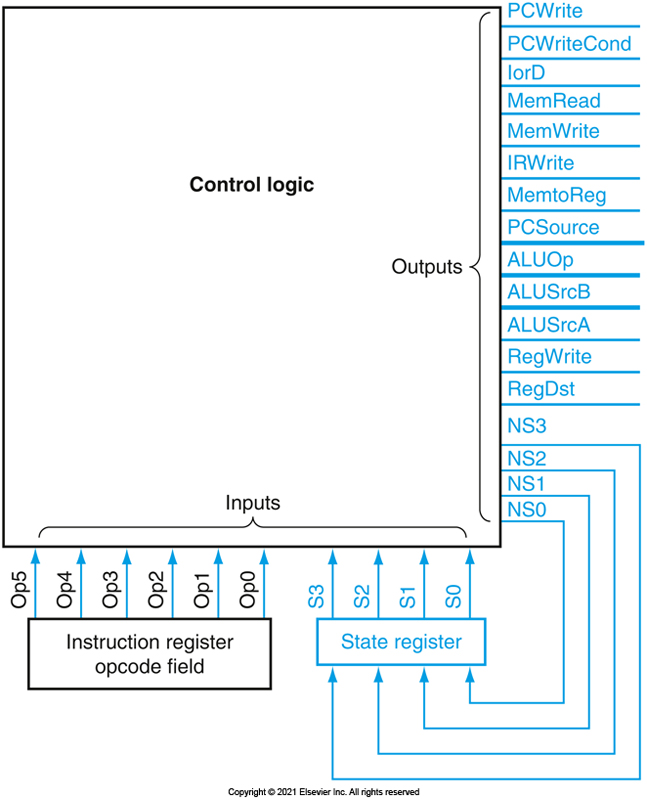 PCWrite
PCWriteCond
IorD
MemRead
MemWrite
IRWrite
MemtoReg
PCSource
ALUOp
ALUSrcB
ALUSrcA
RegWrite
RegDst
NS3
NS2
NS1
NS0
Control logic
Outputs
Inputs
Op5
Op4
Op3
Op2
Op1
Op0
S3
S2
S1
S0
Instruction register
opcode field
State register
Copyright © 2021 Elsevier Inc. All rights reserved